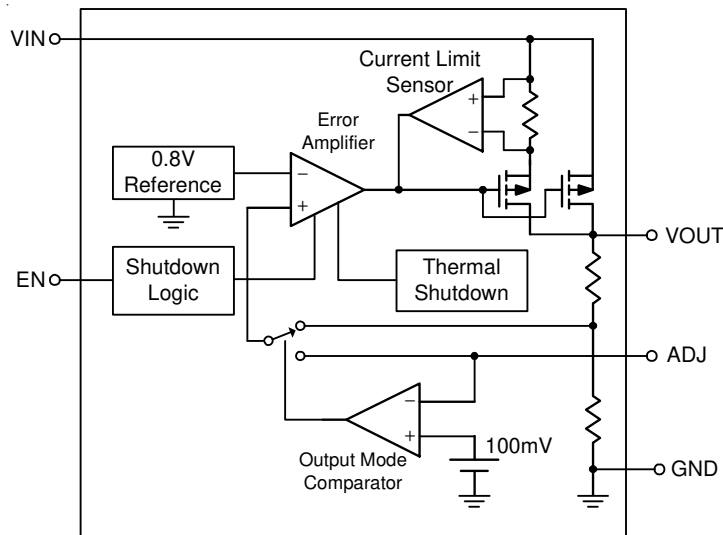 VIN
Current Limit
Sensor
+
−
Error
Amplifier
0.8V
Reference
−
+
VOUT
EN
Shutdown
Logic
Thermal
Shutdown
ADJ
−
+
100mV
Output Mode
Comparator
GND